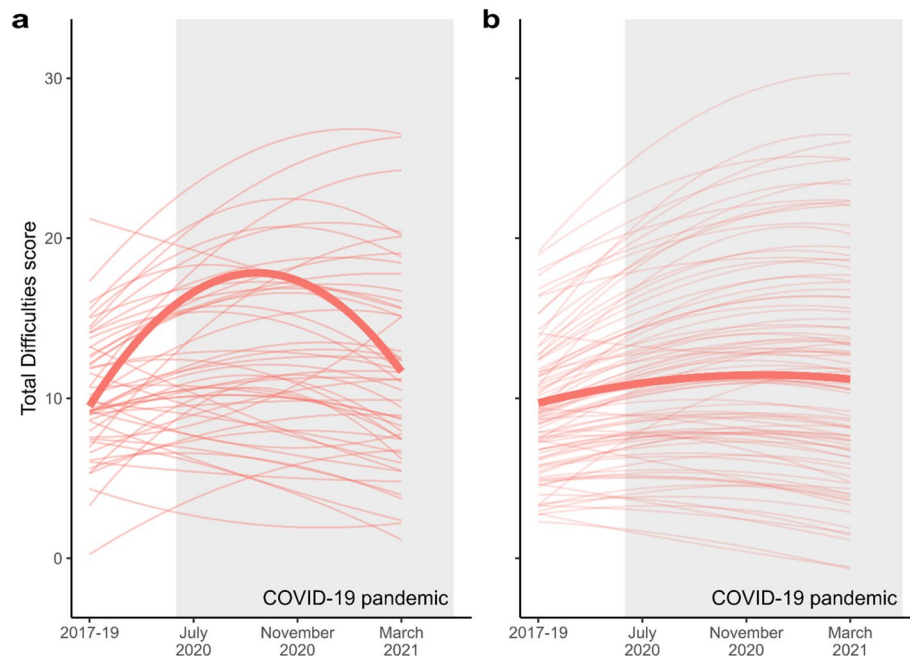 a
b
Total Difficulties score
30
20
10
0
COVID-19 pandemic
COVID-19 pandemic
2017-19
July
2020
November
2020
March
2021
2017-19
July
2020
November
2020
March
2021